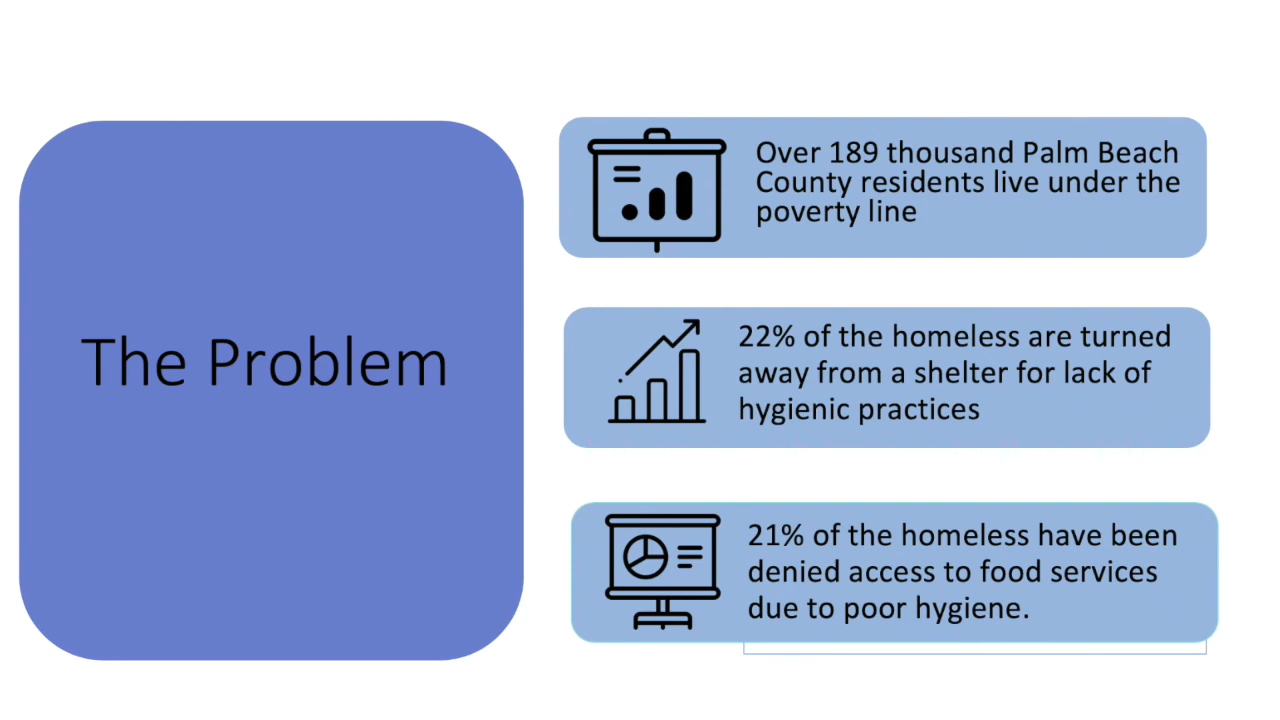 The Problem
Over 189 thousand Palm Beach
County residents live under the
poverty line
22% of the homeless are turned
away from a shelter for lack of
hygienic practices
21% of the homeless have been
denied access to food services
due to poor hygiene.